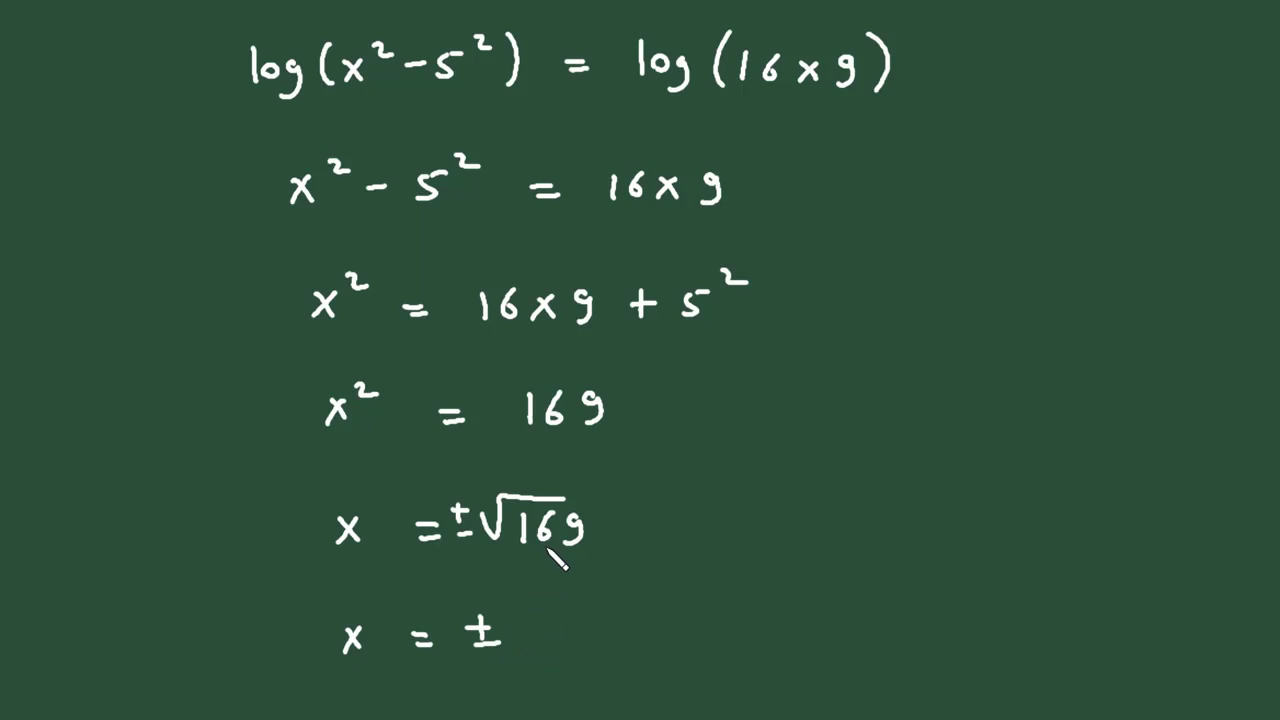 log(x²-5²) = log(16×9)
x² - 5² = 16×9
x² = 16×9 + 5²
x² = 169
x = ±√169
x = ±